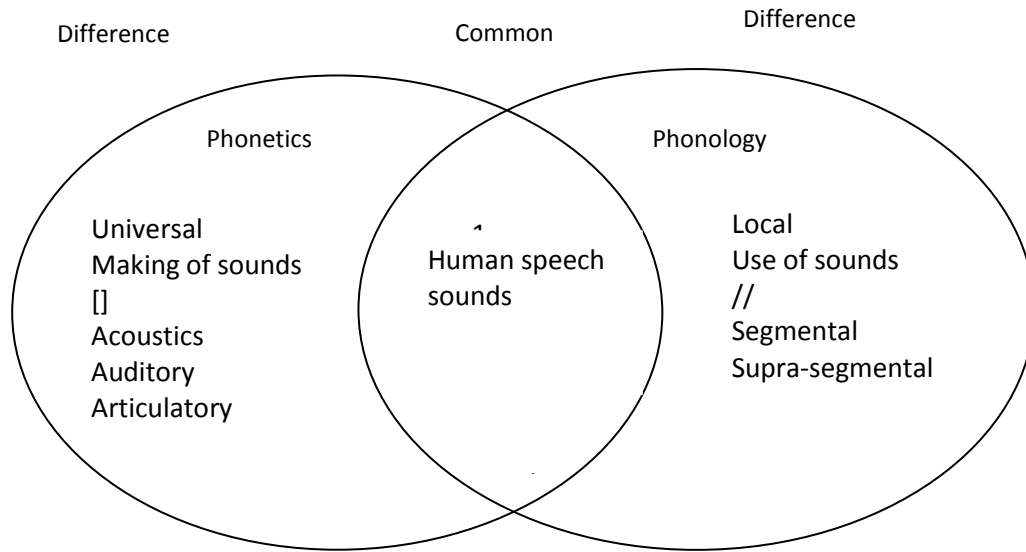 Difference
Common
Difference
Phonetics
Phonology
Universal
Making of sounds
[]
Acoustics
Auditory
Articulatory
Human speech
sounds
Local
Use of sounds
//
Segmental
Supra-segmental